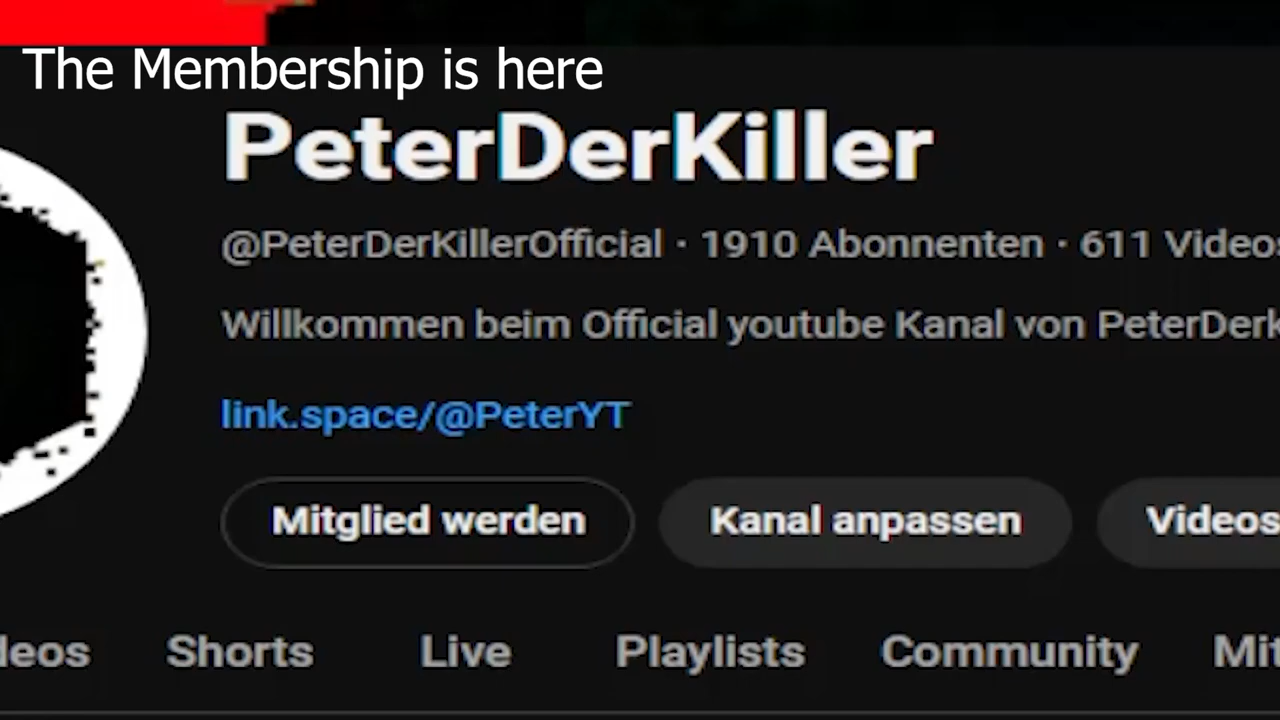 The Membership is here
PeterDerKiller
@PeterDerKillerOfficial · 1910 Abonnenten · 611 Videos
Willkommen beim Official youtube Kanal von PeterDerk
link.space/@PeterYT
Mitglied werden Kanal anpassen Videos
deos Shorts Live Playlists Community Mit